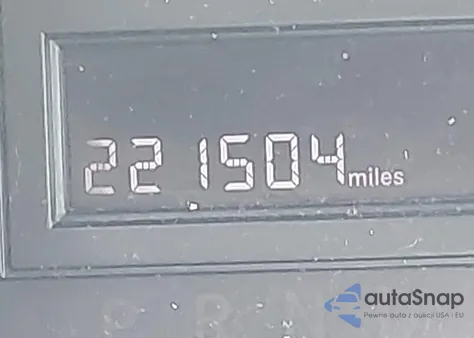 221504 miles
P R N
autaSnap
Pewne auta z aukcji USA i EU